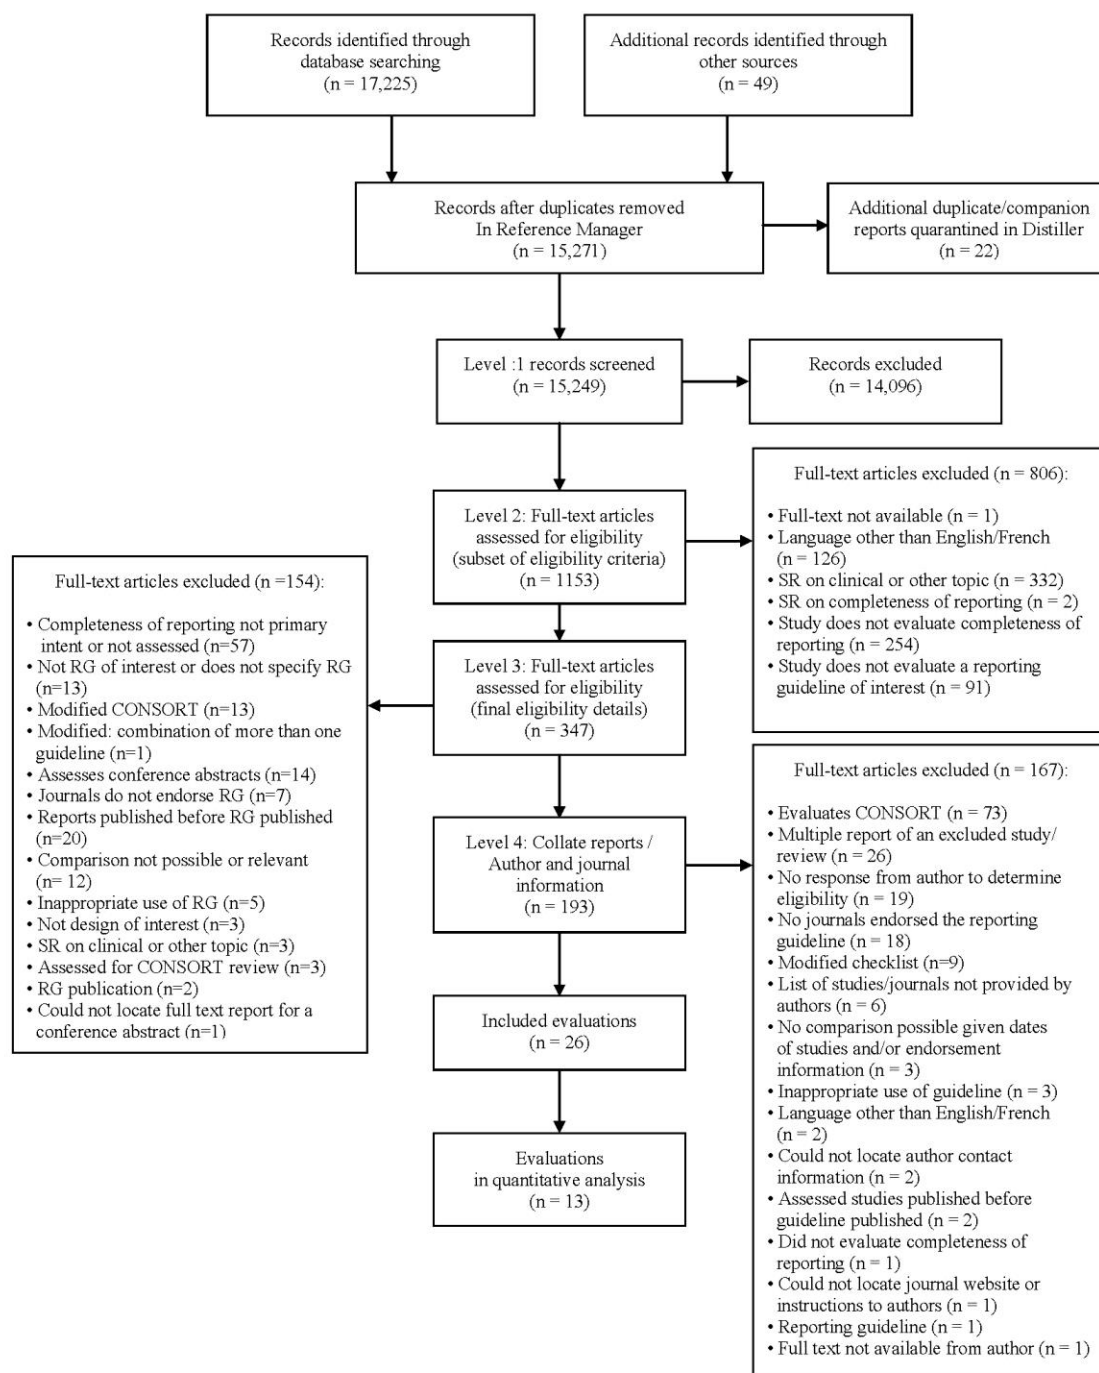 Records identified through
database searching
(n = 17,225)
Additional records identified through
other sources
(n = 49)
Records after duplicates removed
In Reference Manager
(n = 15,271)
Additional duplicate/companion
reports quarantined in Distiller
(n = 22)
Level :1 records screened
(n = 15,249)
Records excluded
(n = 14,096)
Level 2: Full-text articles
assessed for eligibility
(subset of eligibility criteria)
n = 1153)
Full-text articles excluded (n = 806):
• Full-text not available (n = 1)
• Language other than English/French
(n = 126)
• SR on clinical or other topic (n = 332)
• SR on completeness of reporting (n = 2)
• Study does not evaluate completeness of
reporting (n = 254)
• Study does not evaluate a reporting
guideline of interest (n = 91)
Level 3: Full-text articles
assessed for eligibility
(final eligibility details)
n = 347)
Full-text articles excluded (n =154):
• Completeness of reporting not primary
intent or not assessed (n=57)
• Not RG of interest or does not specify RG
(n=13)
• Modified CONSORT (n=13)
• Modified: combination of more than one
guideline (n=1)
• Assesses conference abstracts (n=14)
• Journals do not endorse RG (n=7)
• Reports published before RG published
(n=20)
• Comparison not possible or relevant
(n= 12)
• Inappropriate use of RG (n=5)
• Not design of interest (n=3)
• SR on clinical or other topic (n=3)
• Assessed for CONSORT review (n=3)
• RG publication (n=2)
• Could not locate full text report for a
conference abstract (n=1)
Level 4: Collate reports /
Author and journal
information
n = 193)
Full-text articles excluded (n = 167):
• Evaluates CONSORT (n = 73)
• Multiple report of an excluded study/
review (n = 26)
• No response from author to determine
eligibility (n = 19)
• No journals endorsed the reporting
guideline (n = 18)
• Modified checklist (n=9)
• List of studies/journals not provided by
authors (n = 6)
• No comparison possible given dates
of studies and/or endorsement
information (n = 3)
• Inappropriate use of guideline (n = 3)
• Language other than English/French
(n = 2)
• Could not locate author contact
information (n = 2)
• Assessed studies published before
guideline published (n = 2)
• Did not evaluate completeness of
reporting (n = 1)
• Could not locate journal website or
instructions to authors (n = 1)
• Reporting guideline (n = 1)
• Full text not available from author (n = 1)
Included evaluations
(n = 26)
Evaluations
in quantitative analysis
(n = 13)